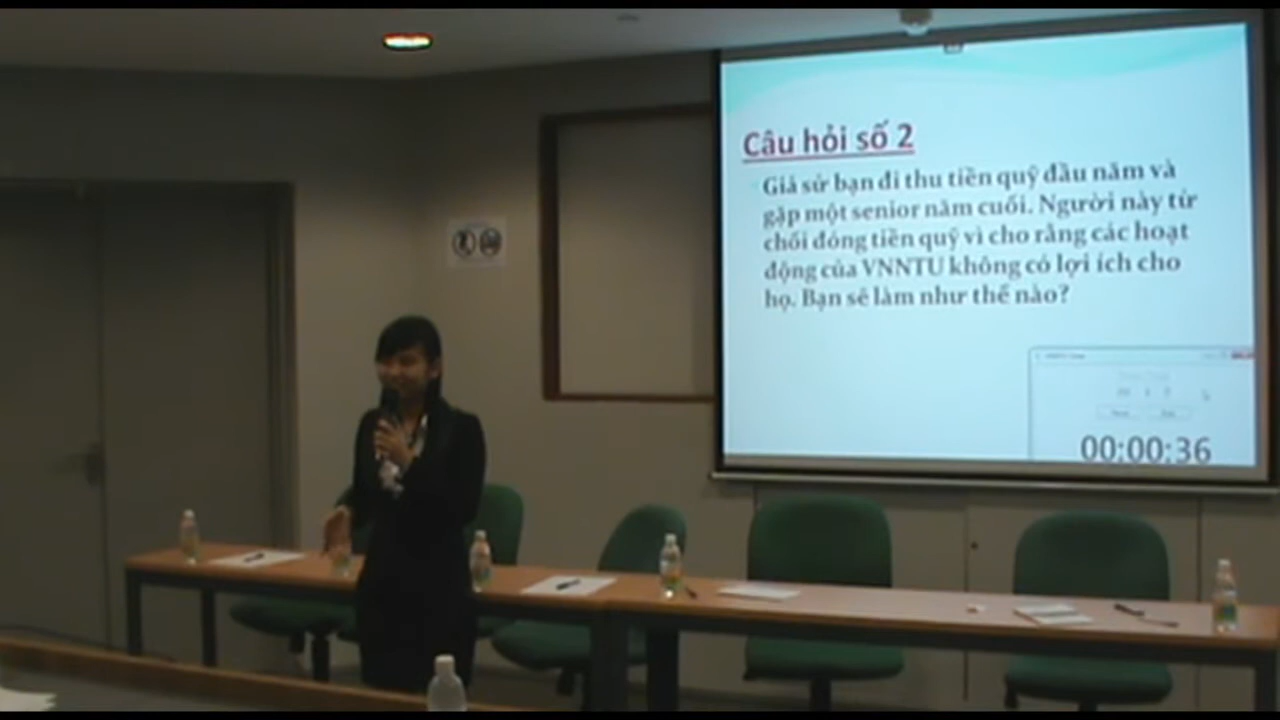 Câu hỏi số 2
Giả sử bạn đi thu tiền quỹ đầu năm và
gặp một senior năm cuối. Người này từ
chối đóng tiền quỹ vì cho rằng các hoạt
động của VNNTU không có lợi ích cho
họ. Bạn sẽ làm như thế nào?
00:00:36